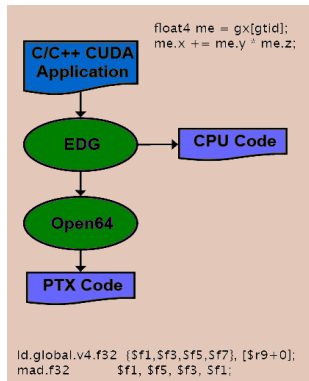 float4 me = gx[gtid];
me.x += me.y * me.z;
C/C++ CUDA
Application
EDG
CPU Code
Open64
PTX Code
ld.global.v4.f32 {$f1,$f3,$f5,$f7}, [$r9+0];
mad.f32 $f1, $f5, $f3, $f1;